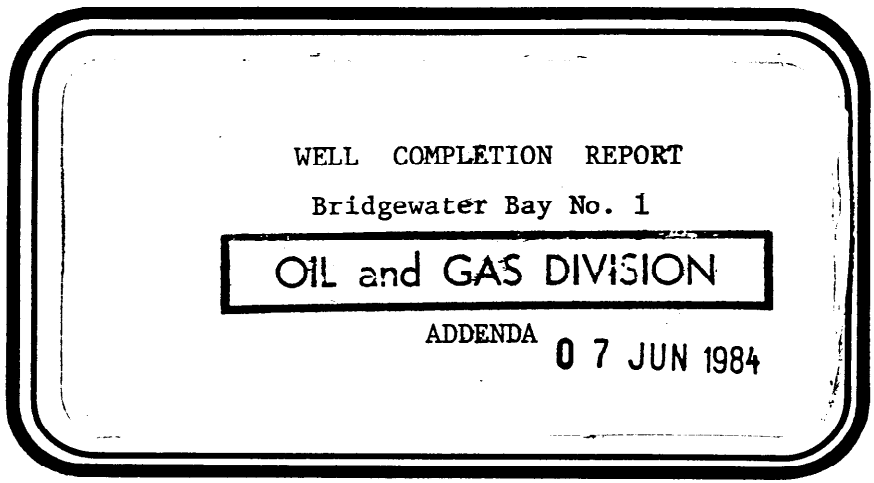 WELL COMPLETION REPORT
Bridgewater Bay No. 1
OIL and GAS DIVISION
ADDENDA
07 JUN 1984